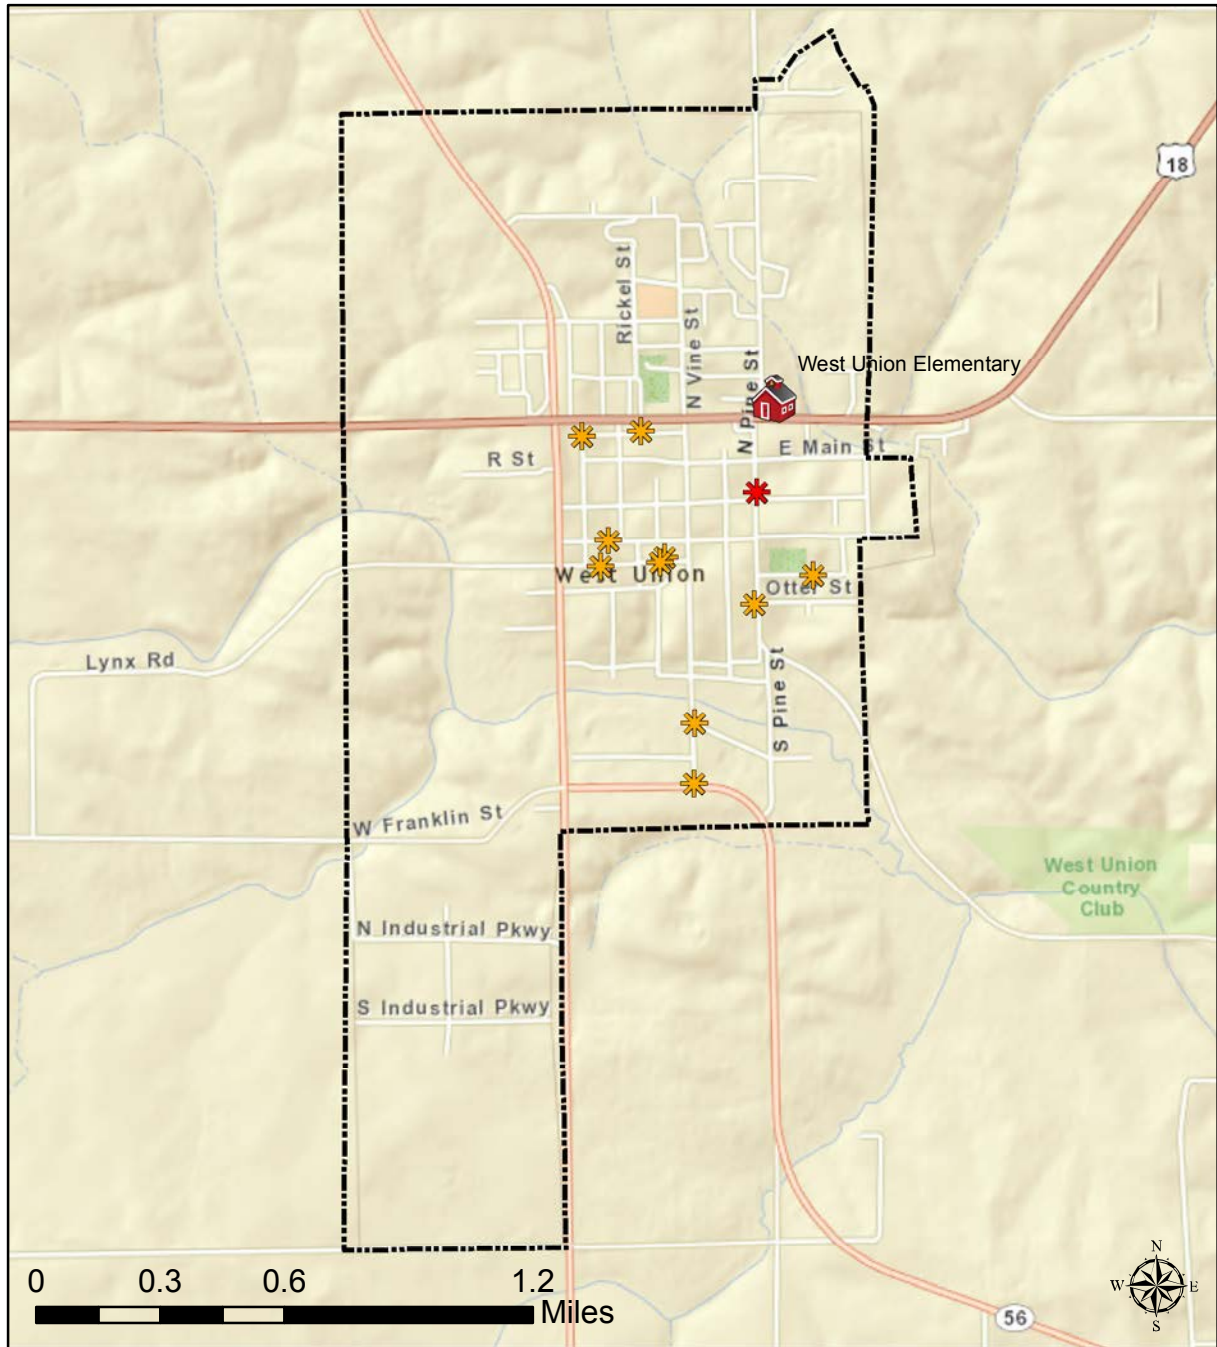 18
Rickel St
N Vine St
N Pine St
West Union Elementary
E Main St
R St
West Union
Otter St
Lynx Rd
S Pine St
W Franklin St
West Union
Country
Club
N Industrial Pkwy
S Industrial Pkwy
N
W E
S
0 0.3 0.6 1.2
Miles
56